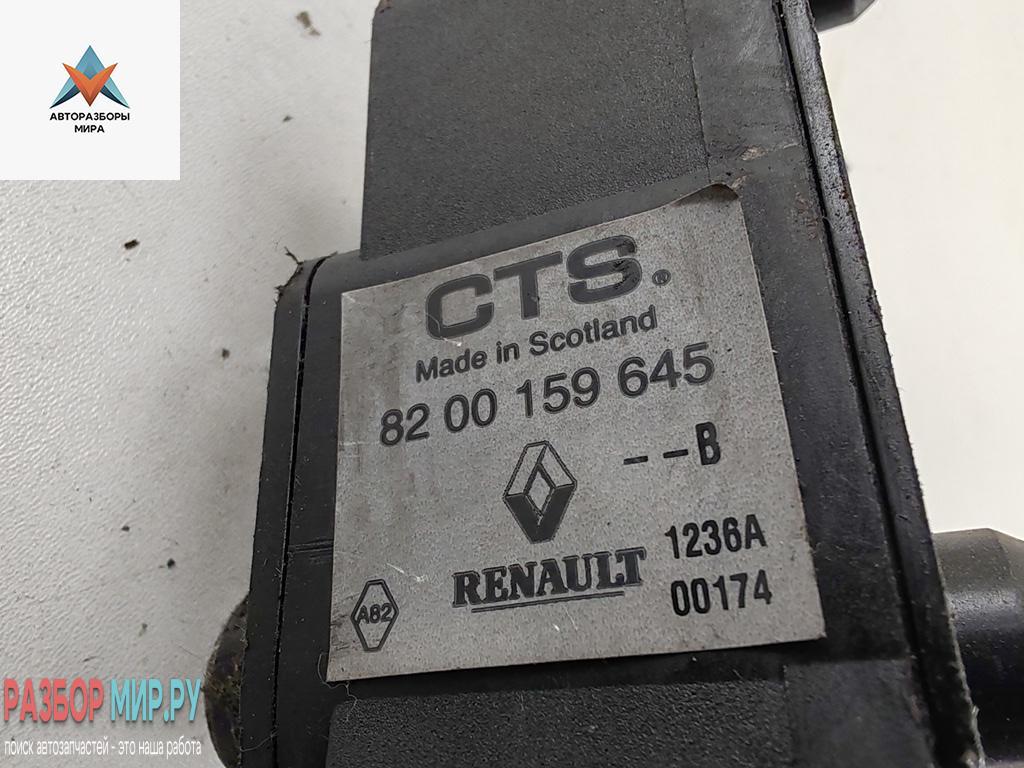 АВТОРАЗБОРЫ
МИРА
CTS.®
Made in Scotland
82 00 159 645
--B
RENAULT
1236A
00174
A82
РАЗБОР МИР.РУ
поиск автозапчастей - это наша работа